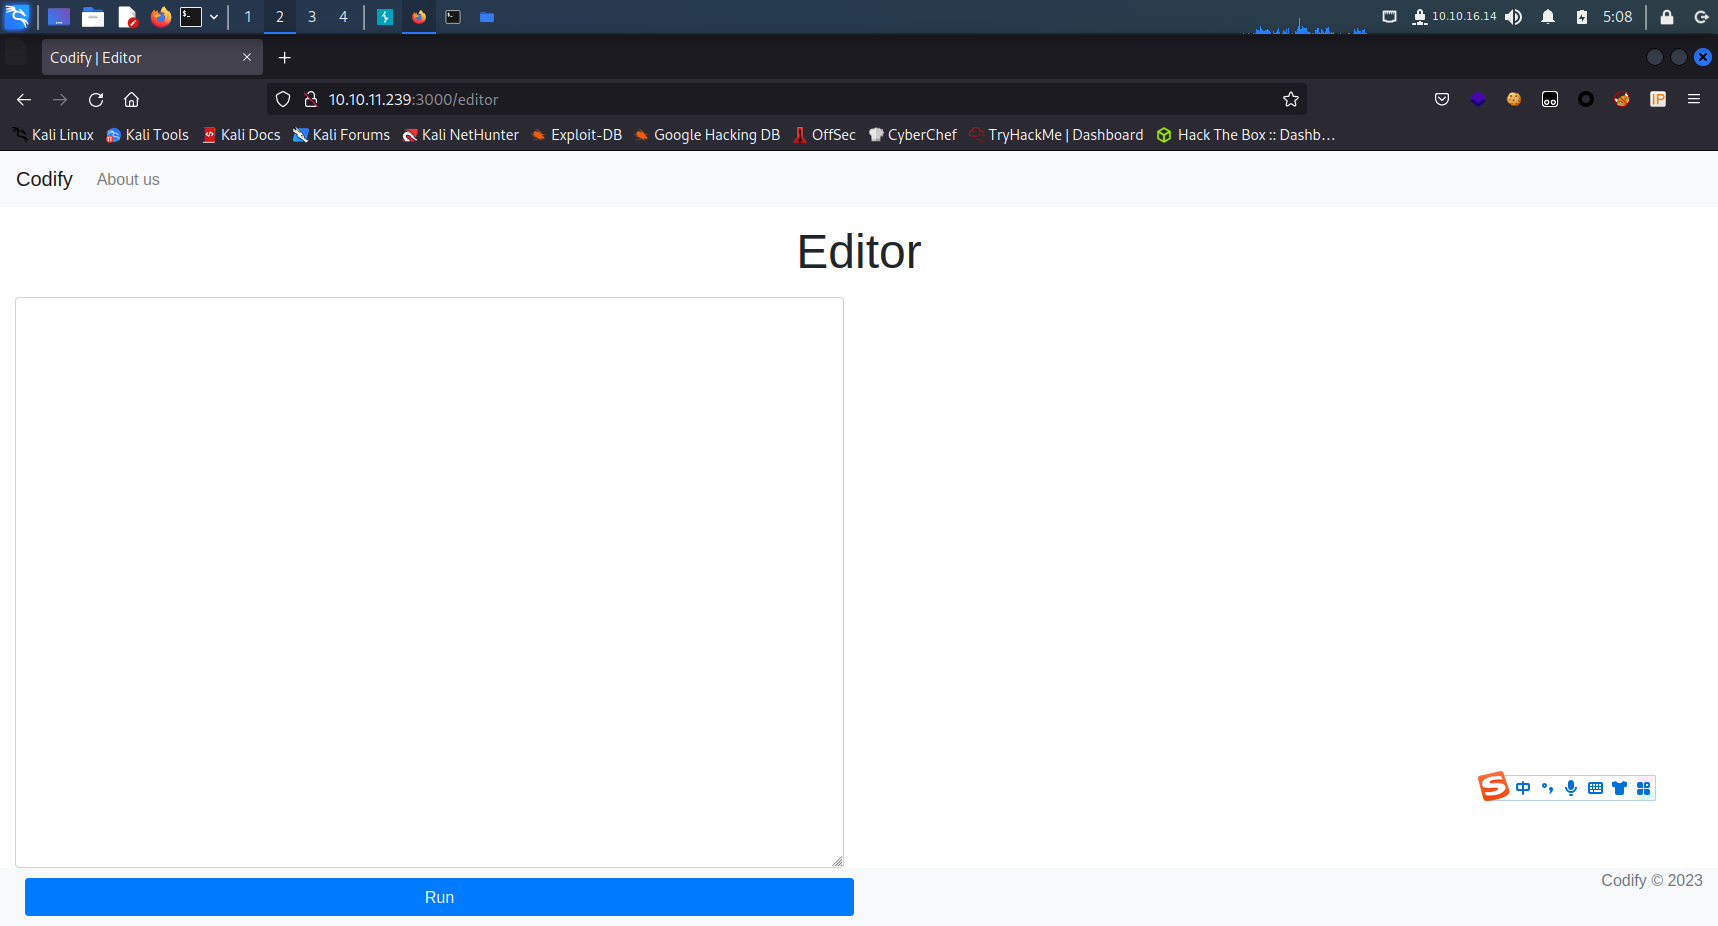 1 2 3 4 10.10.16.14 5:08
Codify | Editor
10.10.11.239:3000/editor IP
Kali Linux Kali Tools Kali Docs Kali Forums Kali NetHunter Exploit-DB Google Hacking DB OffSec CyberChef TryHackMe | Dashboard Hack The Box :: Dashb…
Codify About us
Editor
S 中
Run
Codify © 2023